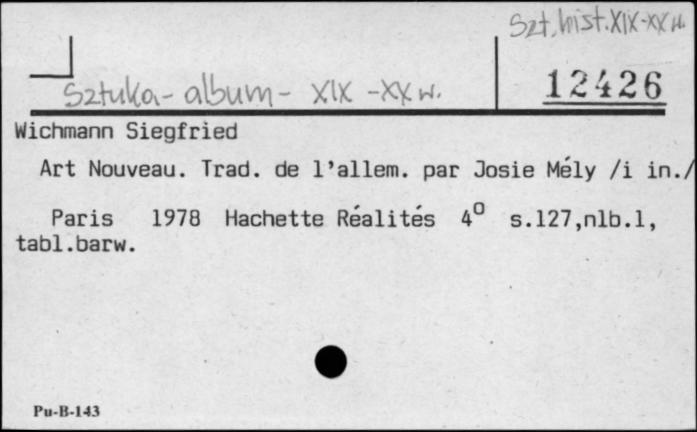 Szt. hist. XIX-XX w.
Sztuka - album - XIX - XX w.
12426
Wichmann Siegfried
Art Nouveau. Trad. de l'allem. par Josie Mély /i in./
Paris 1978 Hachette Réalités 4⁰ s.127,nlb.1,
tabl.barw.
Pu-B-143